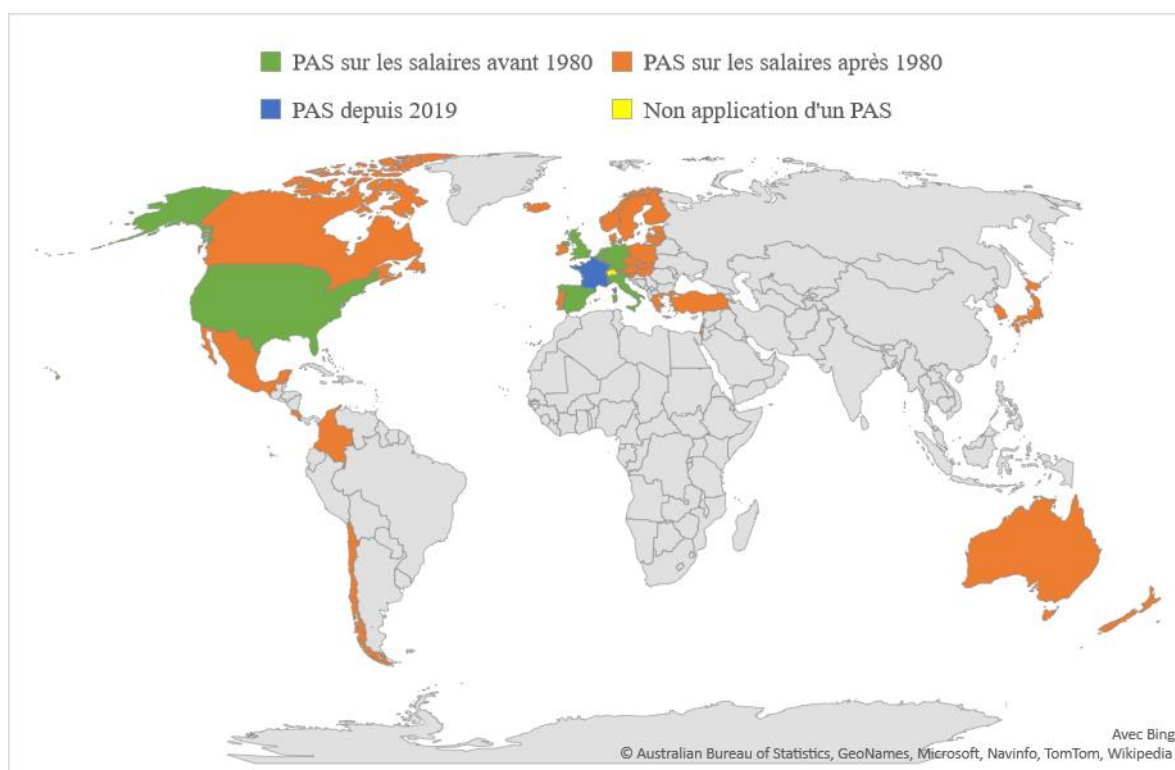 PAS sur les salaires avant 1980
PAS sur les salaires après 1980
PAS depuis 2019
Non application d'un PAS
Avec Bing
© Australian Bureau of Statistics, GeoNames, Microsoft, Navinfo, TomTom, Wikipedia